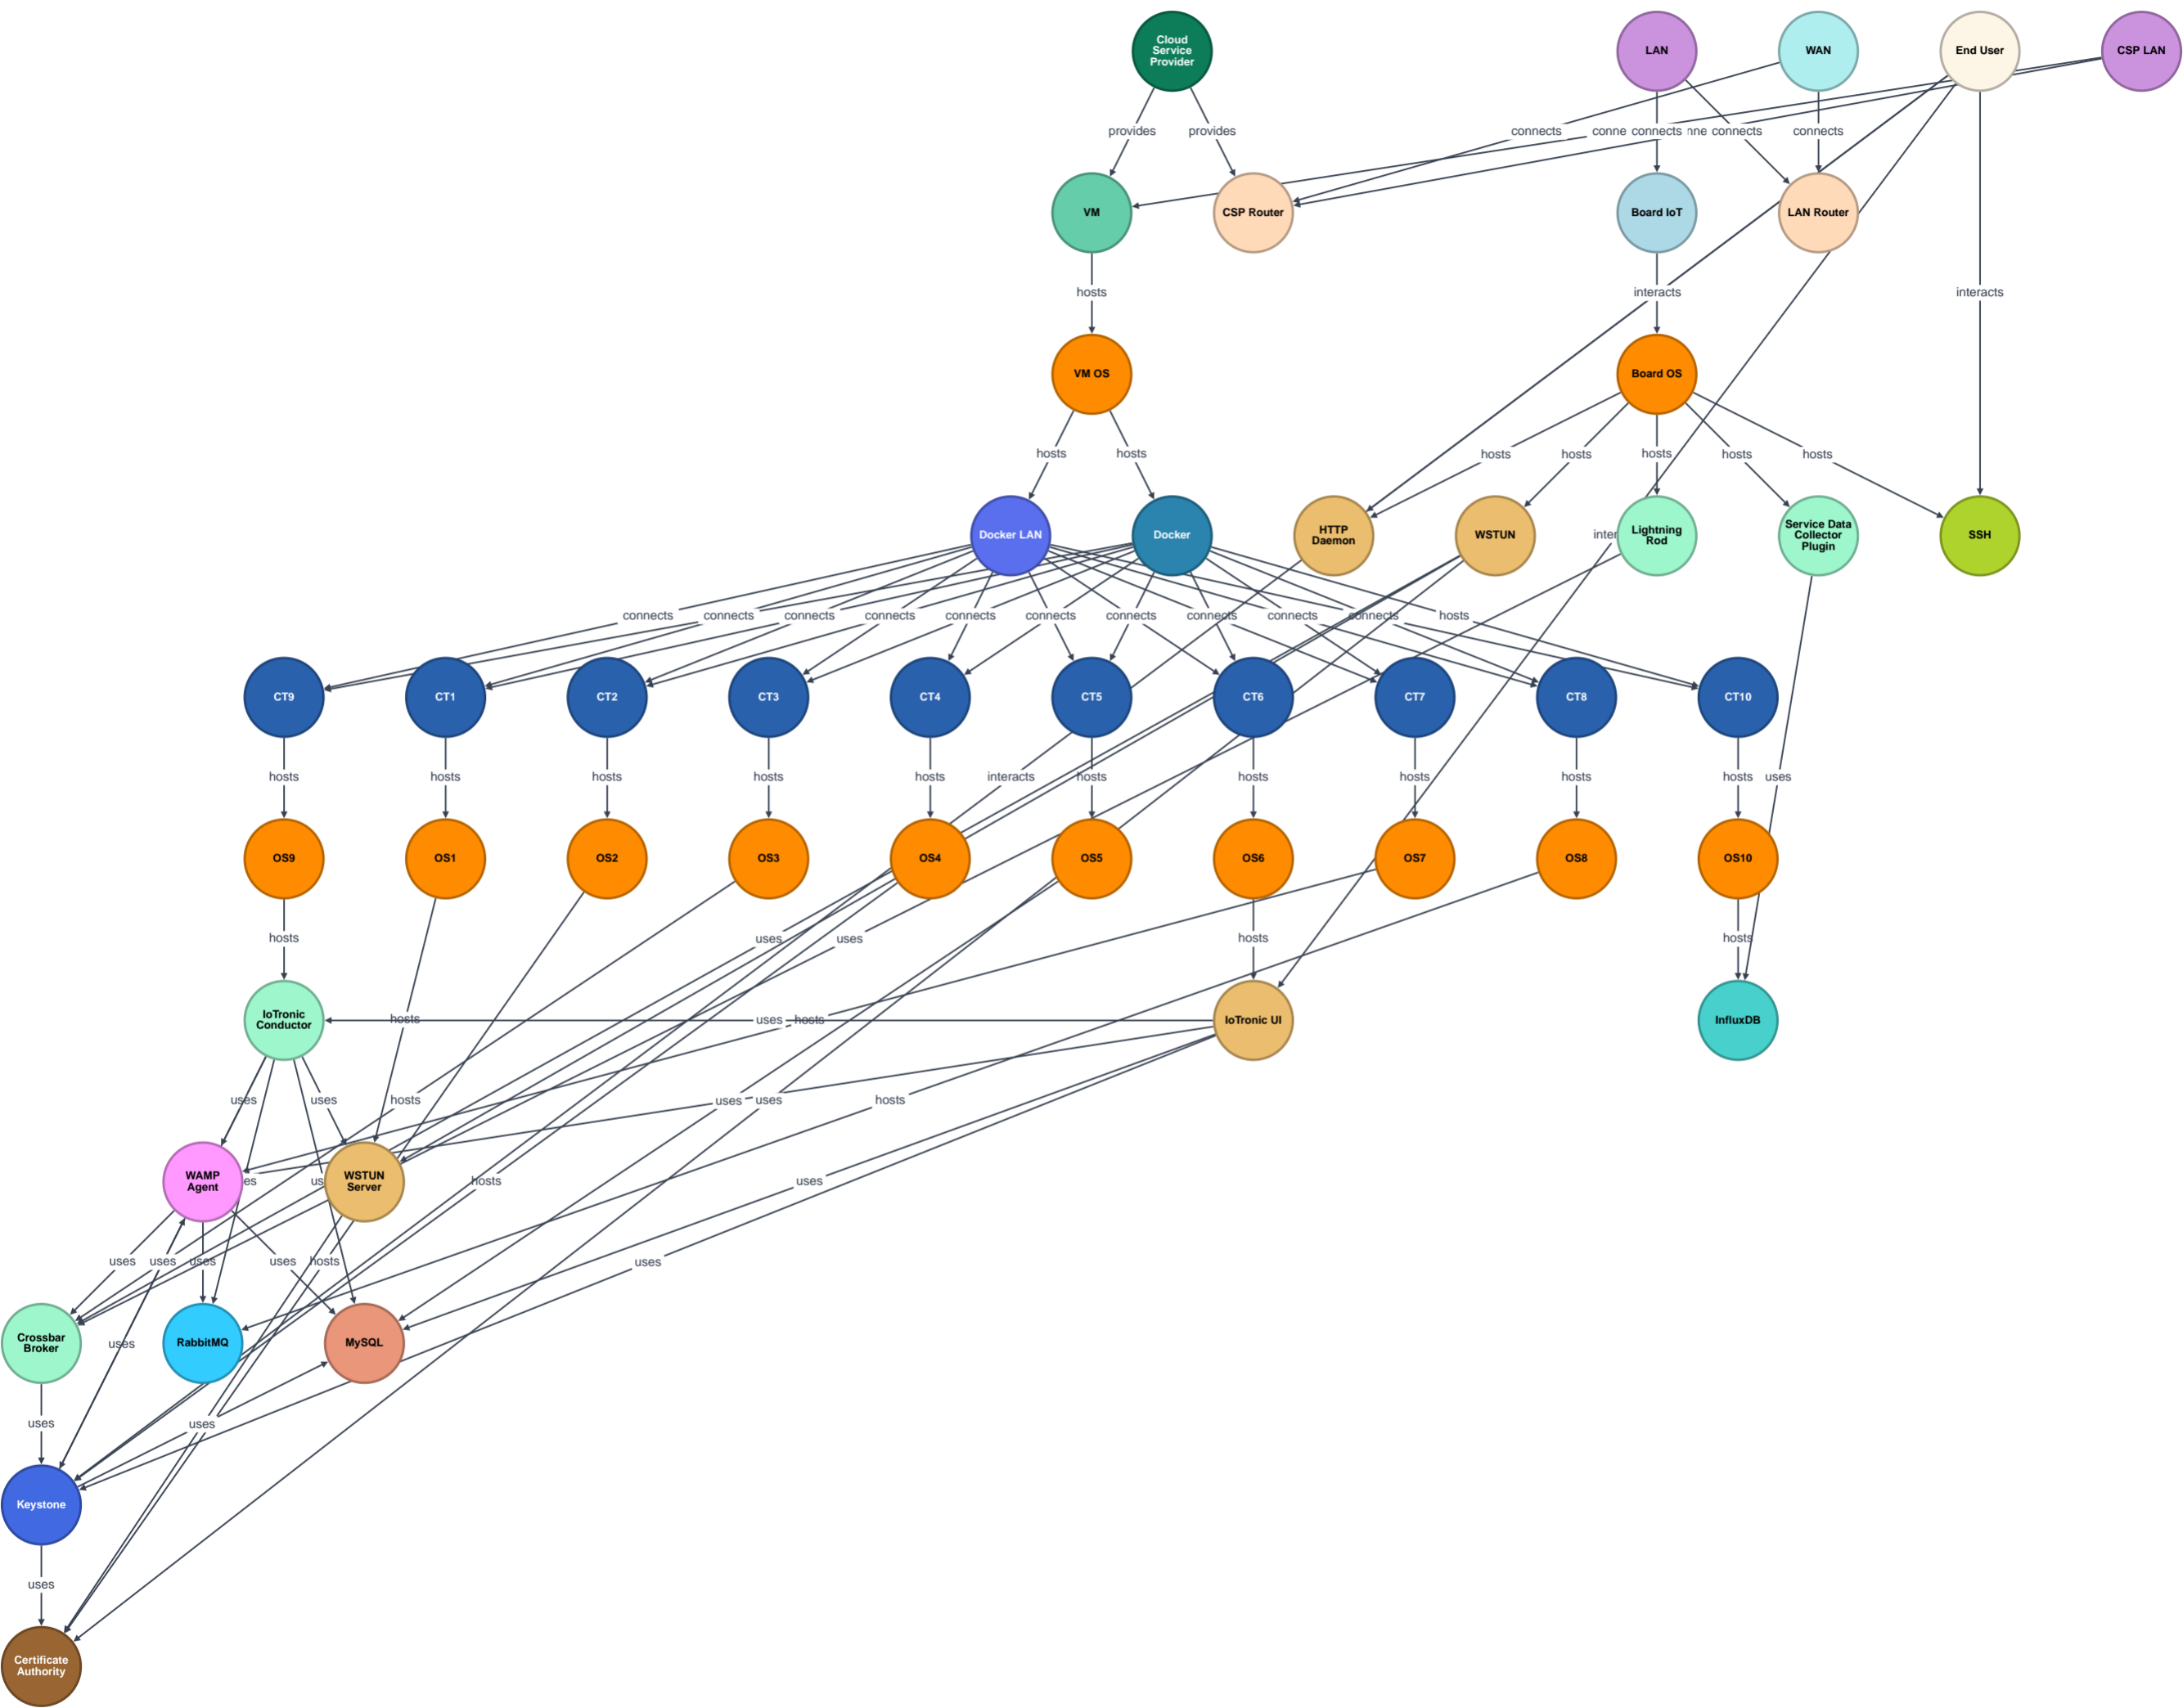 Cloud
Service
Provider
LAN
WAN
End User
CSP LAN
provides
provides
connects
conne
connects
nne
connects
connects
VM
CSP Router
Board IoT
LAN Router
hosts
interacts
interacts
VM OS
Board OS
hosts
hosts
hosts
hosts
hosts
hosts
hosts
Docker LAN
Docker
HTTP
Daemon
WSTUN
inter
Lightning
Rod
Service Data
Collector
Plugin
SSH
connects
connects
connects
connects
connects
connects
connects
connects
connects
connects
hosts
CT9
CT1
CT2
CT3
CT4
CT5
CT6
CT7
CT8
CT10
hosts
hosts
hosts
hosts
hosts
interacts
hosts
hosts
hosts
hosts
hosts
uses
OS9
OS1
OS2
OS3
OS4
OS5
OS6
OS7
OS8
OS10
hosts
uses
uses
hosts
hosts
IoTronic
Conductor
hosts
uses
hosts
IoTronic UI
InfluxDB
uses
uses
hosts
uses
uses
hosts
WAMP
Agent
es
us
WSTUN
Server
hosts
uses
uses
uses
uses
uses
hosts
uses
Crossbar
Broker
uses
RabbitMQ
MySQL
uses
uses
Keystone
uses
Certificate
Authority